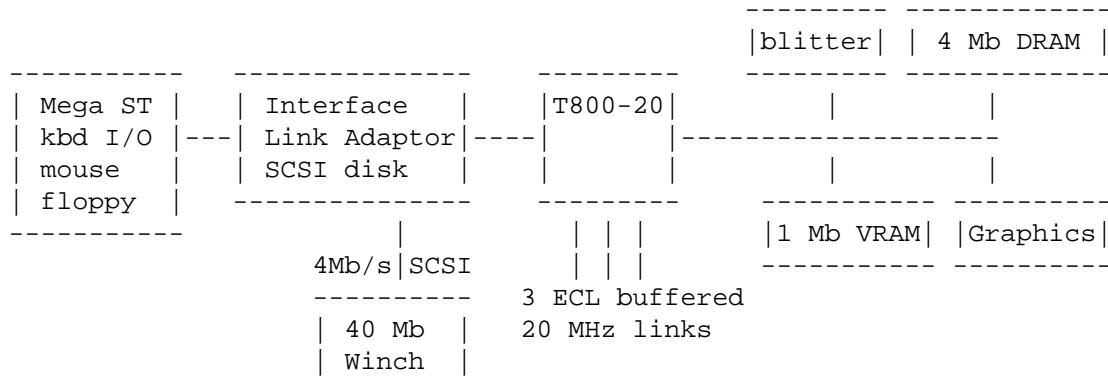 --------- -------------
|blitter| | 4 Mb DRAM |
----------- --------------- --------- --------- -------------
| Mega ST | | Interface | |T800-20| | |
| kbd I/O |---| Link Adaptor|----| |--------------------
| mouse | | SCSI disk | | | | |
| floppy | --------------- --------- ----------- ----------
----------- | | | | |1 Mb VRAM| |Graphics|
4Mb/s|SCSI | | | ----------- ----------
---------- 3 ECL buffered
| 40 Mb | 20 MHz links
| Winch |